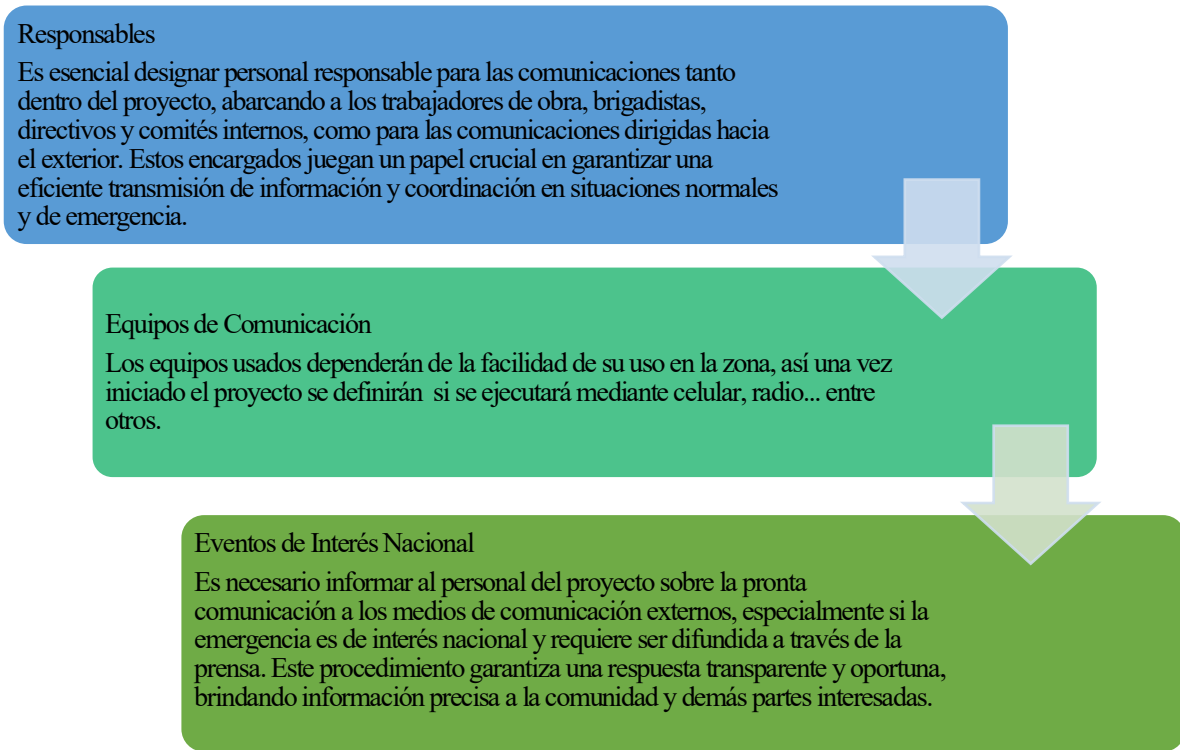 Responsables
Es esencial designar personal responsable para las comunicaciones tanto
dentro del proyecto, abarcando a los trabajadores de obra, brigadistas,
directivos y comités internos, como para las comunicaciones dirigidas hacia
el exterior. Estos encargados juegan un papel crucial en garantizar una
eficiente transmisión de información y coordinación en situaciones normales
y de emergencia.
Equipos de Comunicación
Los equipos usados dependerán de la facilidad de su uso en la zona, así una vez
iniciado el proyecto se definirán  si se ejecutará mediante celular, radio... entre
otros.
Eventos de Interés Nacional
Es necesario informar al personal del proyecto sobre la pronta
comunicación a los medios de comunicación externos, especialmente si la
emergencia es de interés nacional y requiere ser difundida a través de la
prensa. Este procedimiento garantiza una respuesta transparente y oportuna,
brindando información precisa a la comunidad y demás partes interesadas.